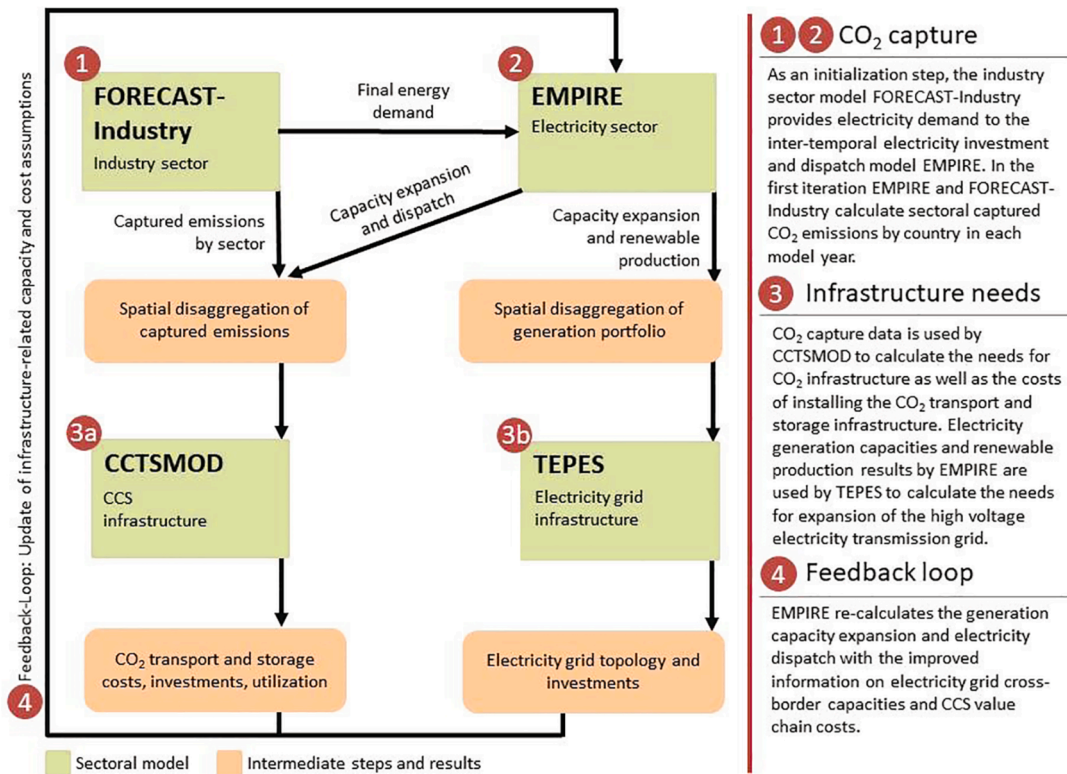 1
FORECAST-
Industry
Industry sector
Final energy
demand
2
EMPIRE
Electricity sector
Captured emissions
by sector
Capacity expansion
and dispatch
Capacity expansion
and renewable
production
Spatial disaggregation of
captured emissions
Spatial disaggregation of
generation portfolio
3a
CCTSMOD
CCS
infrastructure
3b
TEPES
Electricity grid
infrastructure
CO₂ transport and storage
costs, investments, utilization
Electricity grid topology and
investments
4
Feedback-Loop: Update of infrastructure-related capacity and cost assumptions
Sectoral model
Intermediate steps and results
1 2 CO₂ capture
As an initialization step, the industry
sector model FORECAST-Industry
provides electricity demand to the
inter-temporal electricity investment
and dispatch model EMPIRE. In the
first iteration EMPIRE and FORECAST-
Industry calculate sectoral captured
CO₂ emissions by country in each
model year.
3 Infrastructure needs
CO₂ capture data is used by
CCTSMOD to calculate the needs for
CO₂ infrastructure as well as the costs
of installing the CO₂ transport and
storage infrastructure. Electricity
generation capacities and renewable
production results by EMPIRE are
used by TEPES to calculate the needs
for expansion of the high voltage
electricity transmission grid.
4 Feedback loop
EMPIRE re-calculates the generation
capacity expansion and electricity
dispatch with the improved
information on electricity grid cross-
border capacities and CCS value
chain costs.